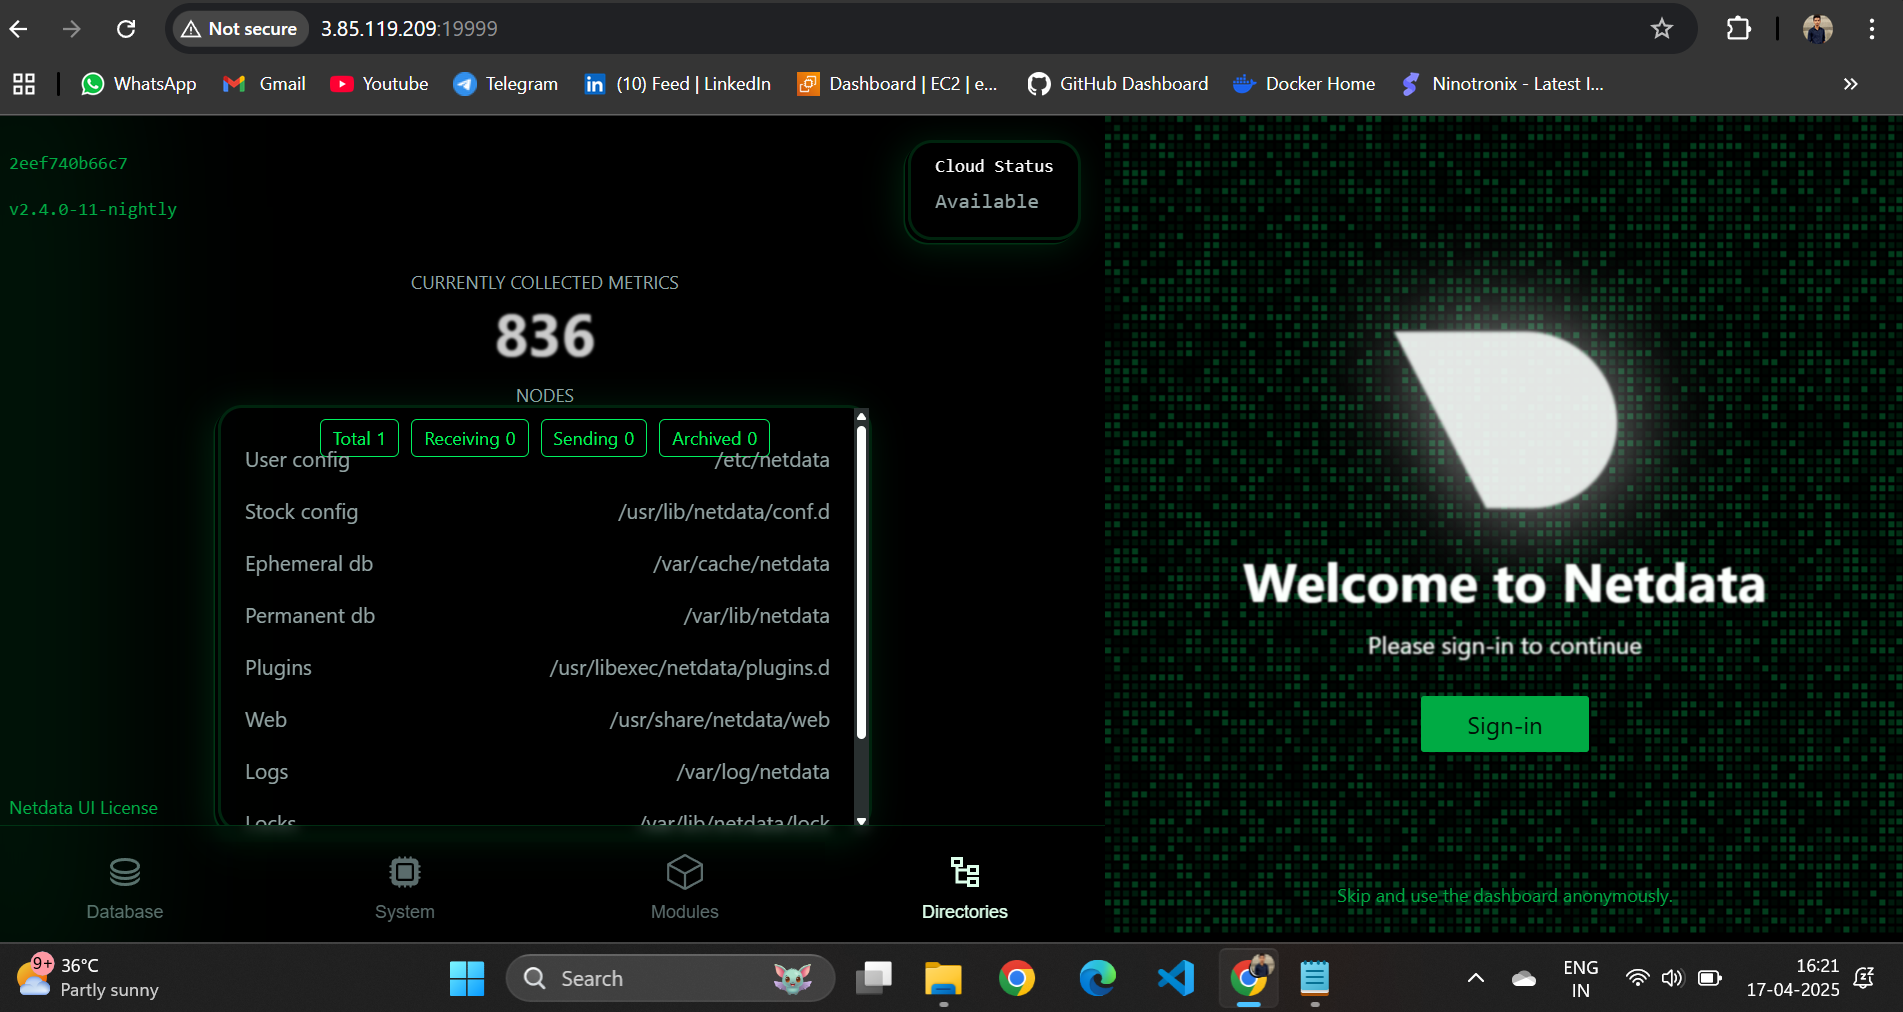 Not secure
3.85.119.209:19999
WhatsApp
Gmail
Youtube
Telegram
(10) Feed | LinkedIn
Dashboard | EC2 | e...
GitHub Dashboard
Docker Home
Ninotronix - Latest I...
2eef740b66c7
v2.4.0-11-nightly
Cloud Status
Available
CURRENTLY COLLECTED METRICS
836
NODES
Total 1
Receiving 0
Sending 0
Archived 0
User config /etc/netdata
Stock config /usr/lib/netdata/conf.d
Ephemeral db /var/cache/netdata
Permanent db /var/lib/netdata
Plugins /usr/libexec/netdata/plugins.d
Web /usr/share/netdata/web
Logs /var/log/netdata
Locks /var/lib/netdata/lock
Netdata UI License
Database
System
Modules
Directories
Welcome to Netdata
Please sign-in to continue
Sign-in
Skip and use the dashboard anonymously.
9+
36°C
Partly sunny
Search
ENG
IN
16:21
17-04-2025